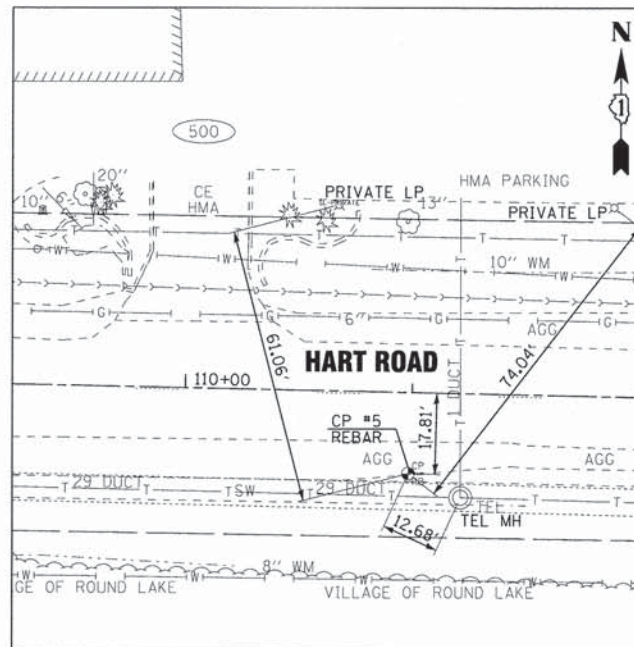 N
1
500
20"
10"
6"
CE
HMA
PRIVATE LP
13"
HMA PARKING
PRIVATE LP
T
T
T
T
T
W
W
W
10" WM
W
G
G
6"
G
G
AGG
61.06'
HART ROAD
1 DUCT
74.04'
110+00
17.81'
CP #5
REBAR
AGG
CP
AGG
29 DUCT
T
T
T
SW
T
29 DUCT
T
T
T
TEL
TEL MH
12.68'
8" WM
W
W
W
W
GE OF ROUND LAKE
VILLAGE OF ROUND LAKE